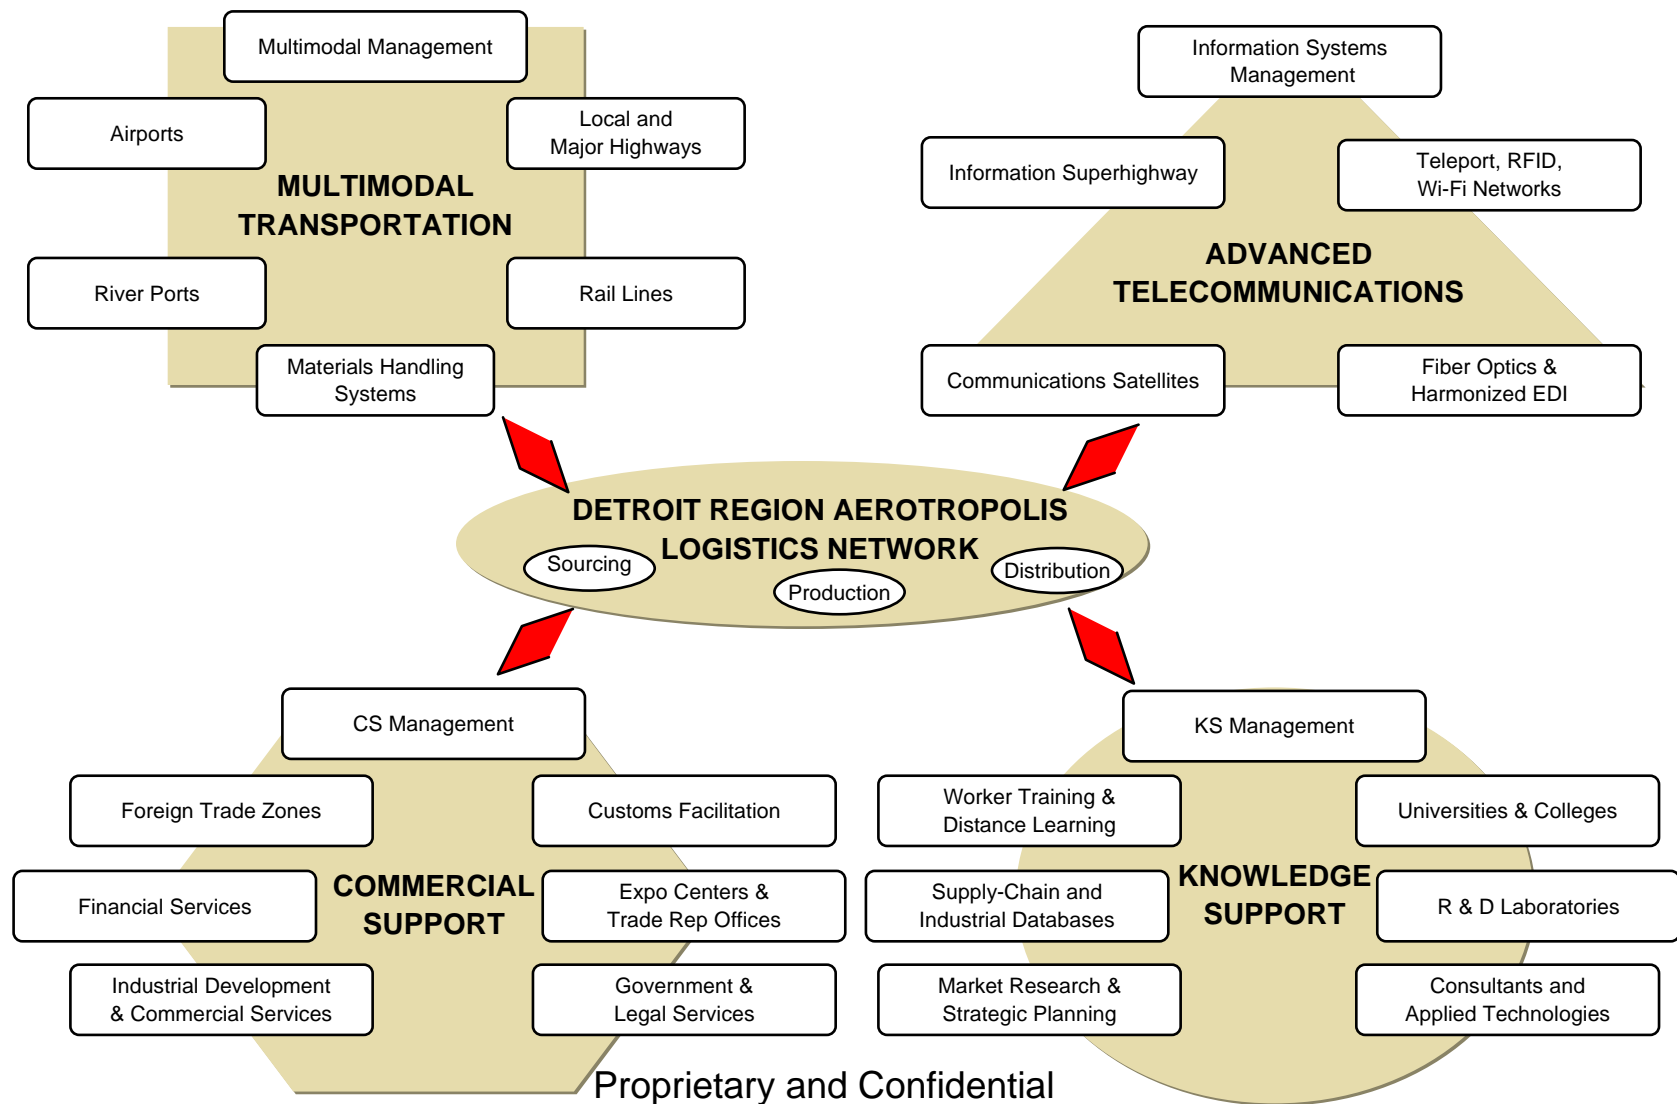 Multimodal Management
Airports
Local and
Major Highways
MULTIMODAL
TRANSPORTATION
River Ports
Rail Lines
Materials Handling
Systems
Information Systems
Management
Information Superhighway
Teleport, RFID,
Wi-Fi Networks
ADVANCED
TELECOMMUNICATIONS
Communications Satellites
Fiber Optics &
Harmonized EDI
DETROIT REGION AEROTROPOLIS
LOGISTICS NETWORK
Sourcing
Production
Distribution
CS Management
Foreign Trade Zones
Customs Facilitation
COMMERCIAL
SUPPORT
Financial Services
Expo Centers &
Trade Rep Offices
Industrial Development
& Commercial Services
Government &
Legal Services
KS Management
Worker Training &
Distance Learning
Universities & Colleges
KNOWLEDGE
SUPPORT
Supply-Chain and
Industrial Databases
R & D Laboratories
Market Research &
Strategic Planning
Consultants and
Applied Technologies
Proprietary and Confidential